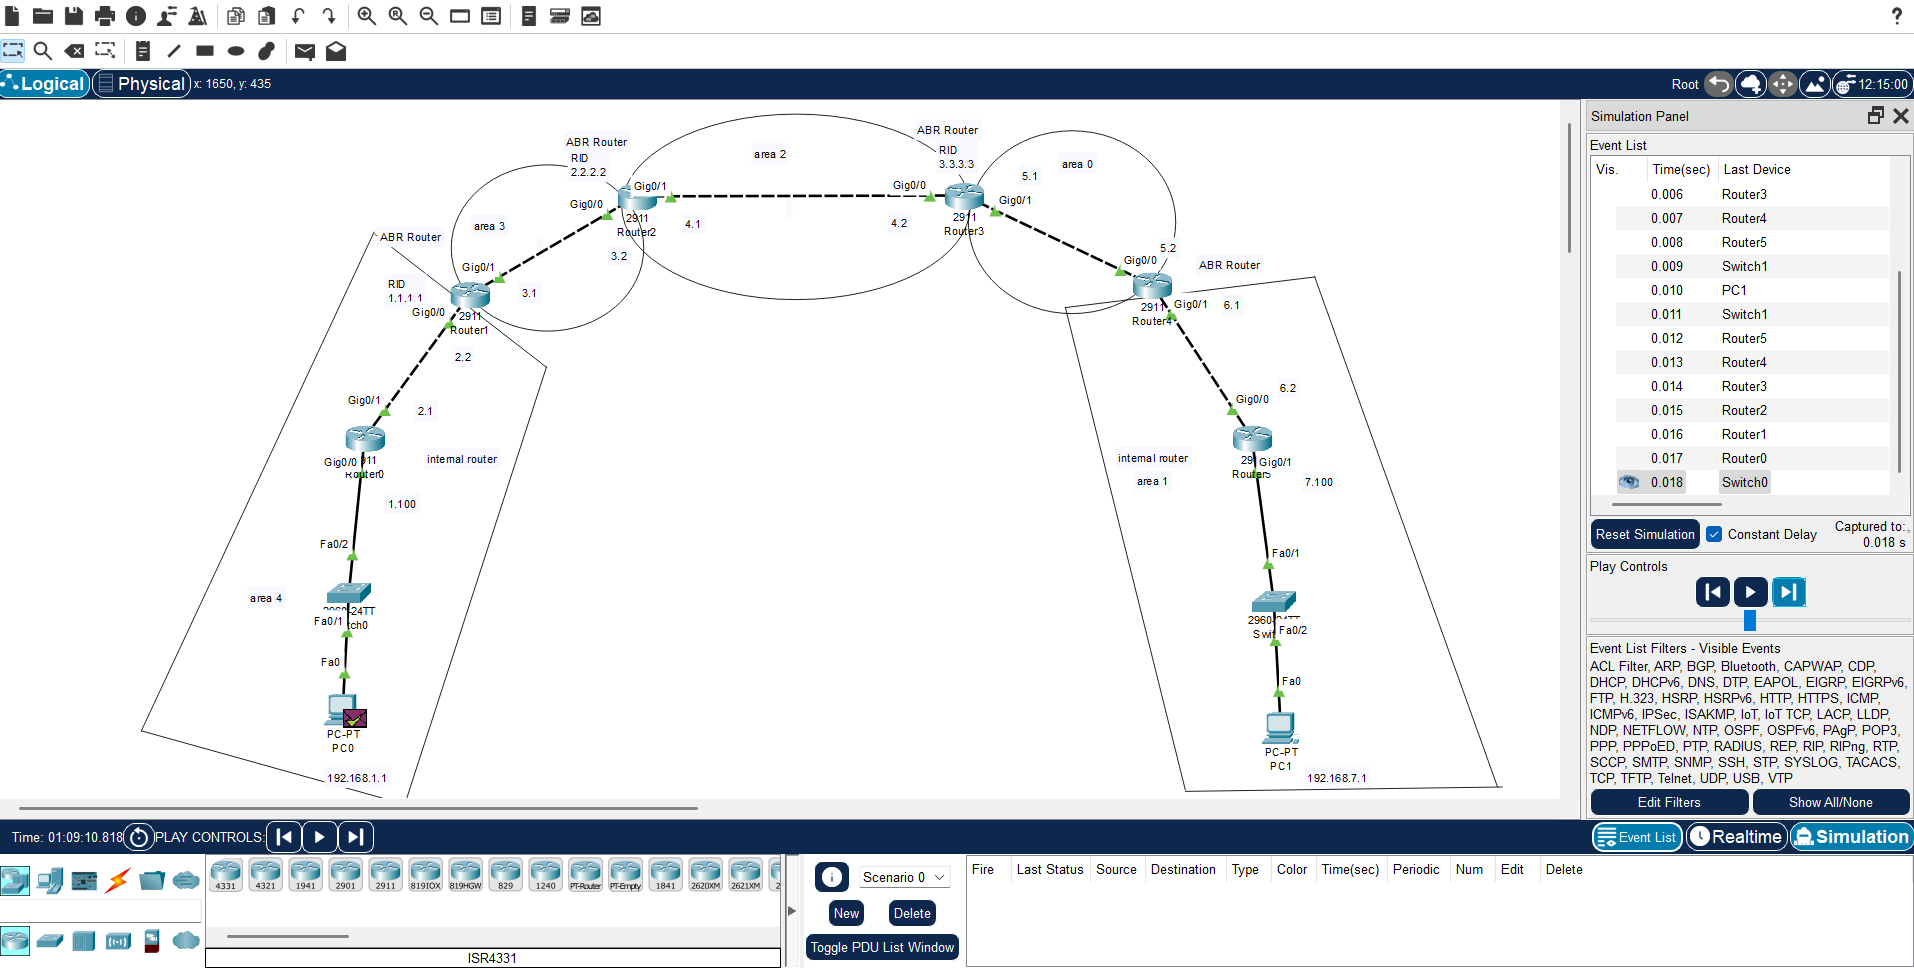 ?
Logical
Physical
x: 1650, y: 435
Root
12:15:00
ABR Router
RID
2.2.2.2
area 2
ABR Router
RID
3.3.3.3
5.1
area 0
Gig0/1
Gig0/0
Gig0/1
Gig0/0
2911
Router2
4.1
4.2
2911
Router3
area 3
ABR Router
3.2
5.2
Gig0/0
ABR Router
Gig0/1
RID
1.1.1.1
3.1
Gig0/0
2911
Router1
2911
Router4
Gig0/1
6.1
2.2
6.2
Gig0/1
2.1
Gig0/0
Gig0/0
911
Router0
internal router
internal router
area 1
29
Gig0/1
Router5
7.100
1.100
Fa0/2
Fa0/1
area 4
2960-24TT
tch0
Fa0/1
2960-24TT
Swit
Fa0/2
Fa0
Fa0
PC-PT
PC0
PC-PT
PC1
192.168.1.1
192.168.7.1
Simulation Panel
Event List
Vis. Time(sec) Last Device
0.006 Router3
0.007 Router4
0.008 Router5
0.009 Switch1
0.010 PC1
0.011 Switch1
0.012 Router5
0.013 Router4
0.014 Router3
0.015 Router2
0.016 Router1
0.017 Router0
0.018 Switch0
Reset Simulation
Constant Delay
Captured to:
0.018 s
Play Controls
Event List Filters - Visible Events
ACL Filter, ARP, BGP, Bluetooth, CAPWAP, CDP,
DHCP, DHCPv6, DNS, DTP, EAPOL, EIGRP, EIGRPv6,
FTP, H.323, HSRP, HSRPv6, HTTP, HTTPS, ICMP,
ICMPv6, IPSec, ISAKMP, IoT, IoT TCP, LACP, LLDP,
NDP, NETFLOW, NTP, OSPF, OSPFv6, PAgP, POP3,
PPP, PPPoED, PTP, RADIUS, REP, RIP, RIPng, RTP,
SCCP, SMTP, SNMP, SSH, STP, SYSLOG, TACACS,
TCP, TFTP, Telnet, UDP, USB, VTP
Edit Filters
Show All/None
Time: 01:09:10.818
PLAY CONTROLS:
Event List
Realtime
Simulation
4331 4321 1941 2901 2911 819IOX 819HGW 829 1240 PT-Router PT-Empty 1841 2620XM 2621XM 2
ISR4331
Scenario 0
New
Delete
Toggle PDU List Window
Fire Last Status Source Destination Type Color Time(sec) Periodic Num Edit Delete